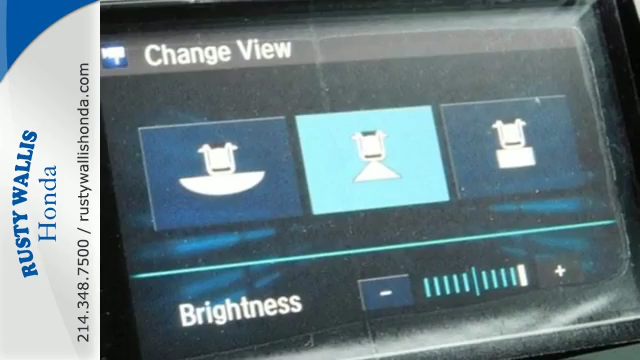 RUSTY WALLIS
Honda
214.348.7500 / rustywallishonda.com
Change View
Brightness
-
+